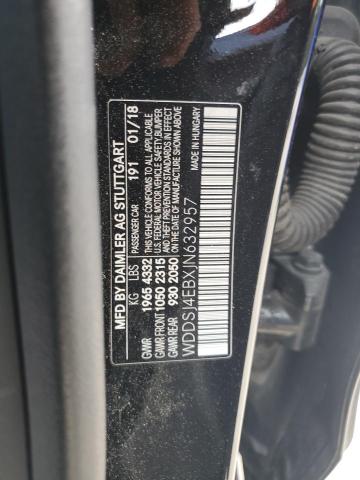 MFD BY DAIMLER AG STUTTGART
KG LBS PASSENGER CAR 191 01/18
GVWR 1965 4332 THIS VEHICLE CONFORMS TO ALL APPLICABLE
GAWR FRONT 1050 2315 U.S. FEDERAL MOTOR VEHICLE SAFETY, BUMPER
GAWR REAR 930 2050 & THEFT PREVENTION STANDARDS IN EFFECT
ON THE DATE OF MANUFACTURE SHOWN ABOVE.
MADE IN HUNGARY
WDDSJ4EBXJN632957